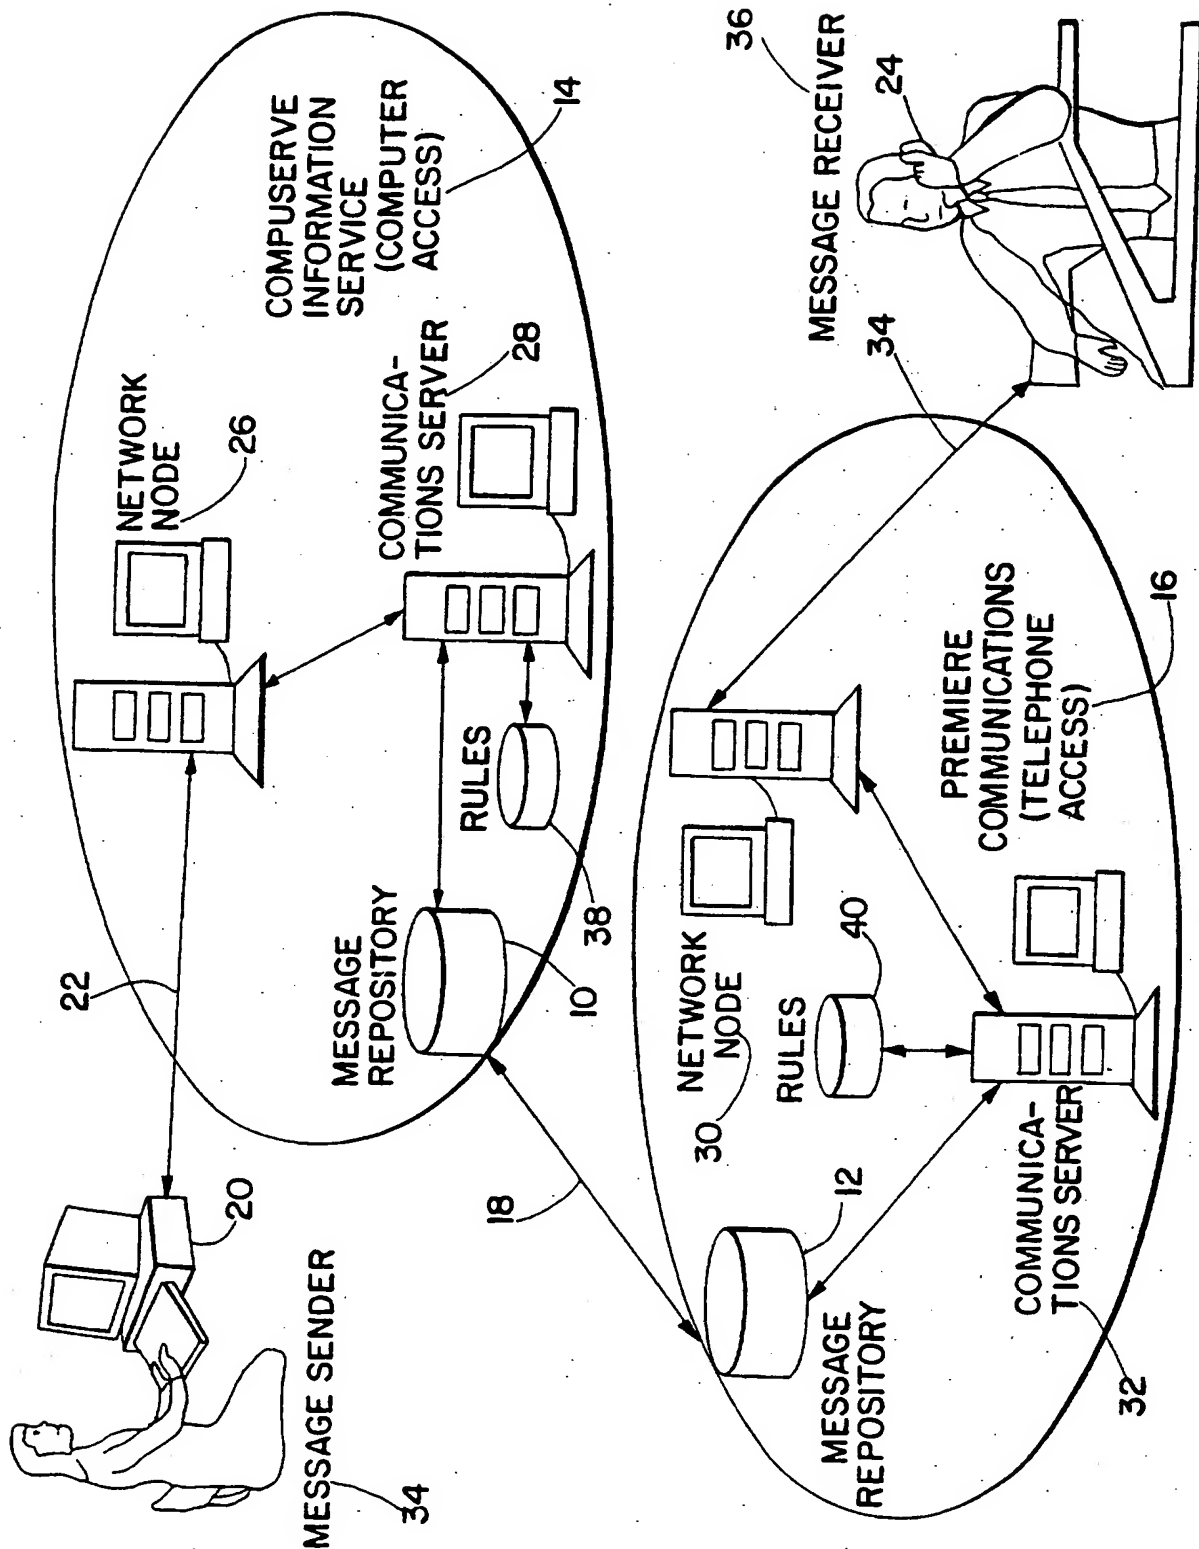 MESSAGE SENDER
34
20
22
NETWORK
NODE
26
COMPUSERVE
INFORMATION
SERVICE
(COMPUTER
ACCESS)
14
COMMUNICA-
TIONS SERVER
28
RULES
38
MESSAGE
REPOSITORY
10
18
MESSAGE
REPOSITORY
12
NETWORK
NODE
30
RULES
40
COMMUNICA-
TIONS SERVER
32
PREMIERE
COMMUNICATIONS
(TELEPHONE
ACCESS)
16
34
MESSAGE RECEIVER
36
24